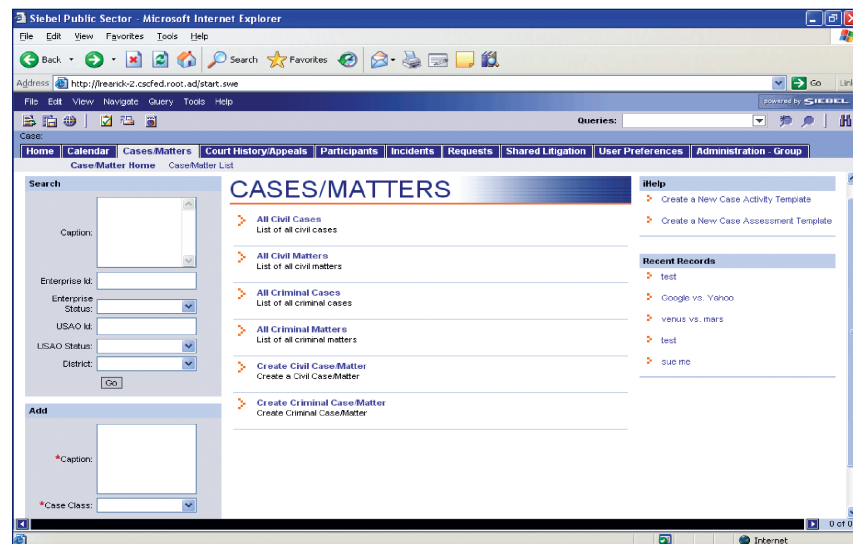 Siebel Public Sector - Microsoft Internet Explorer
File Edit View Favorites Tools Help
Back Search Favorites
Address http://lrearick-2.cscfed.root.ad/start.swe Go
File Edit View Navigate Query Tools Help powered by SIEBEL
Queries:
Case:
Home Calendar Cases/Matters Court History/Appeals Participants Incidents Requests Shared Litigation User Preferences Administration - Group
Case/Matter Home Case/Matter List
Search
Caption:
Enterprise Id:
Enterprise
Status:
USAO Id:
USAO Status:
District:
Go
Add
*Caption:
*Case Class:
CASES/MATTERS
All Civil Cases
List of all civil cases
All Civil Matters
List of all civil matters
All Criminal Cases
List of all criminal cases
All Criminal Matters
List of all criminal matters
Create Civil Case/Matter
Create a Civil Case/Matter
Create Criminal Case/Matter
Create Criminal Case/Matter
iHelp
Create a New Case Activity Template
Create a New Case Assessment Template
Recent Records
test
Google vs. Yahoo
venus vs. mars
test
sue me
0 of 0
Internet